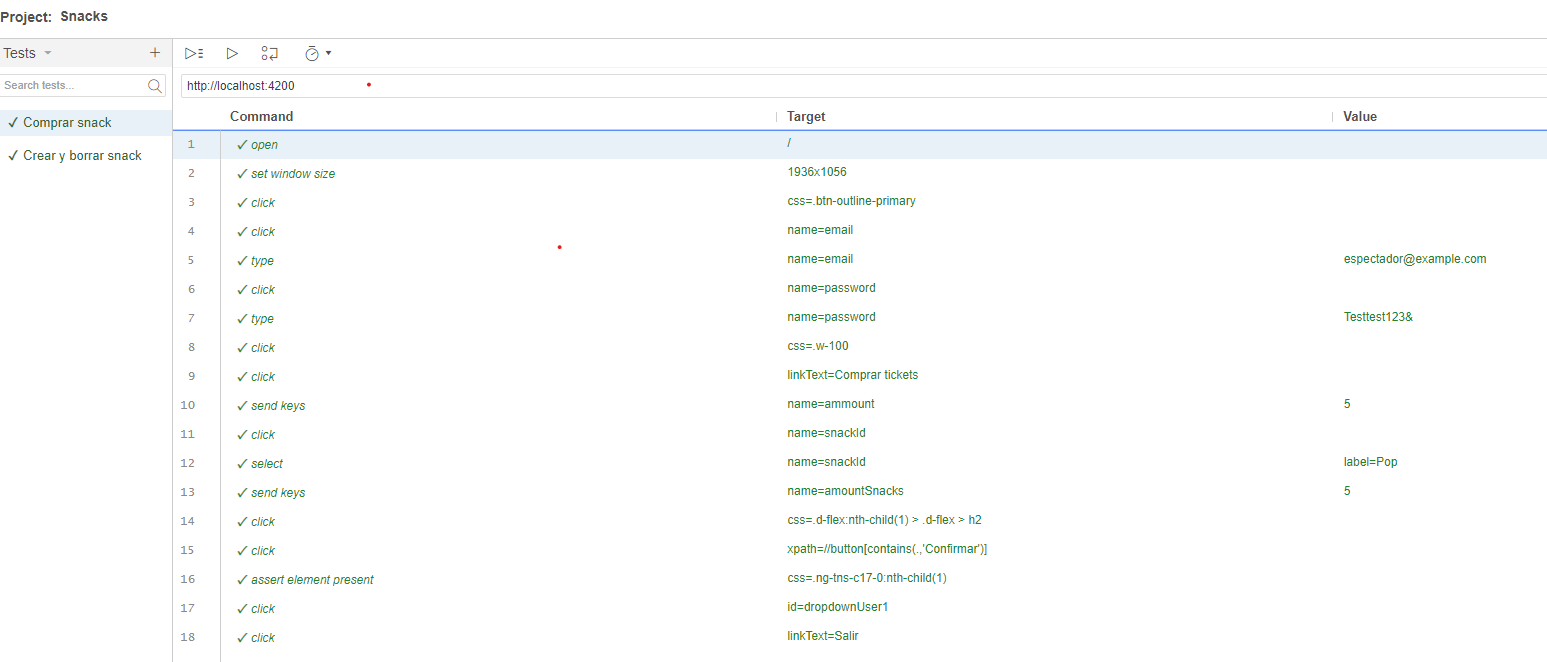 Project: Snacks
Tests
Search tests...
✓ Comprar snack
✓ Crear y borrar snack
http://localhost:4200
Command Target Value
1 ✓ open /
2 ✓ set window size 1936x1056
3 ✓ click css=.btn-outline-primary
4 ✓ click name=email
5 ✓ type name=email espectador@example.com
6 ✓ click name=password
7 ✓ type name=password Testtest123&
8 ✓ click css=.w-100
9 ✓ click linkText=Comprar tickets
10 ✓ send keys name=ammount 5
11 ✓ click name=snackId
12 ✓ select name=snackId label=Pop
13 ✓ send keys name=amountSnacks 5
14 ✓ click css=.d-flex:nth-child(1) > .d-flex > h2
15 ✓ click xpath=//button[contains(.,'Confirmar')]
16 ✓ assert element present css=.ng-tns-c17-0:nth-child(1)
17 ✓ click id=dropdownUser1
18 ✓ click linkText=Salir